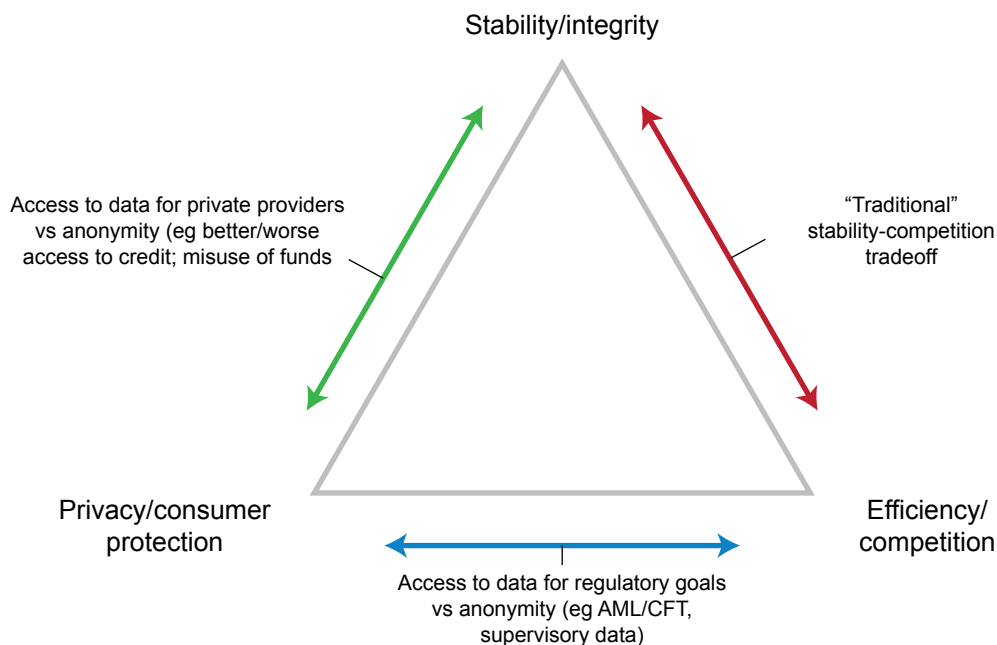 Stability/integrity
Access to data for private providers
vs anonymity (eg better/worse
access to credit; misuse of funds
“Traditional”
stability-competition
tradeoff
Privacy/consumer
protection
Efficiency/
competition
Access to data for regulatory goals
vs anonymity (eg AML/CFT,
supervisory data)